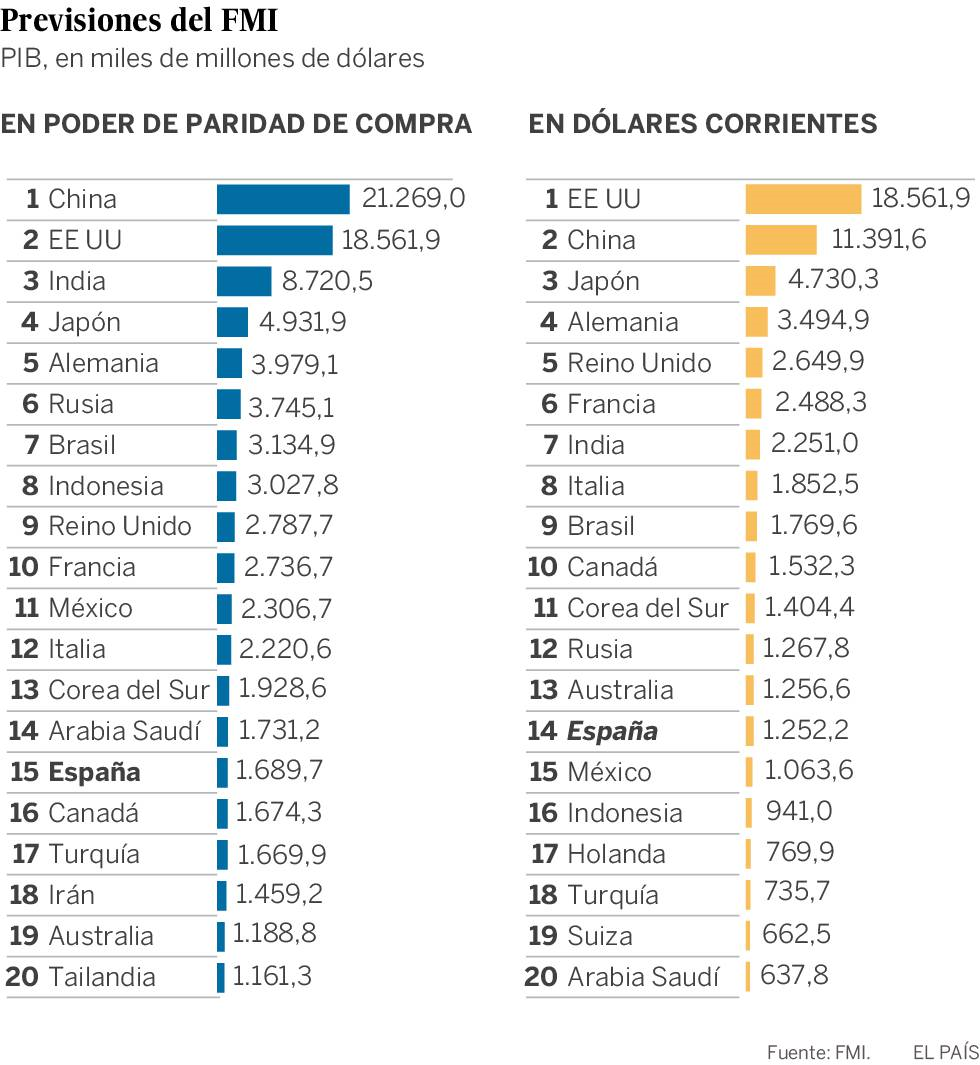 Previsiones del FMI
PIB, en miles de millones de dólares
EN PODER DE PARIDAD DE COMPRA
1 China 21.269,0
2 EE UU 18.561,9
3 India 8.720,5
4 Japón 4.931,9
5 Alemania 3.979,1
6 Rusia 3.745,1
7 Brasil 3.134,9
8 Indonesia 3.027,8
9 Reino Unido 2.787,7
10 Francia 2.736,7
11 México 2.306,7
12 Italia 2.220,6
13 Corea del Sur 1.928,6
14 Arabia Saudí 1.731,2
15 España 1.689,7
16 Canadá 1.674,3
17 Turquía 1.669,9
18 Irán 1.459,2
19 Australia 1.188,8
20 Tailandia 1.161,3
EN DÓLARES CORRIENTES
1 EE UU 18.561,9
2 China 11.391,6
3 Japón 4.730,3
4 Alemania 3.494,9
5 Reino Unido 2.649,9
6 Francia 2.488,3
7 India 2.251,0
8 Italia 1.852,5
9 Brasil 1.769,6
10 Canadá 1.532,3
11 Corea del Sur 1.404,4
12 Rusia 1.267,8
13 Australia 1.256,6
14 España 1.252,2
15 México 1.063,6
16 Indonesia 941,0
17 Holanda 769,9
18 Turquía 735,7
19 Suiza 662,5
20 Arabia Saudí 637,8
Fuente: FMI. EL PAÍS